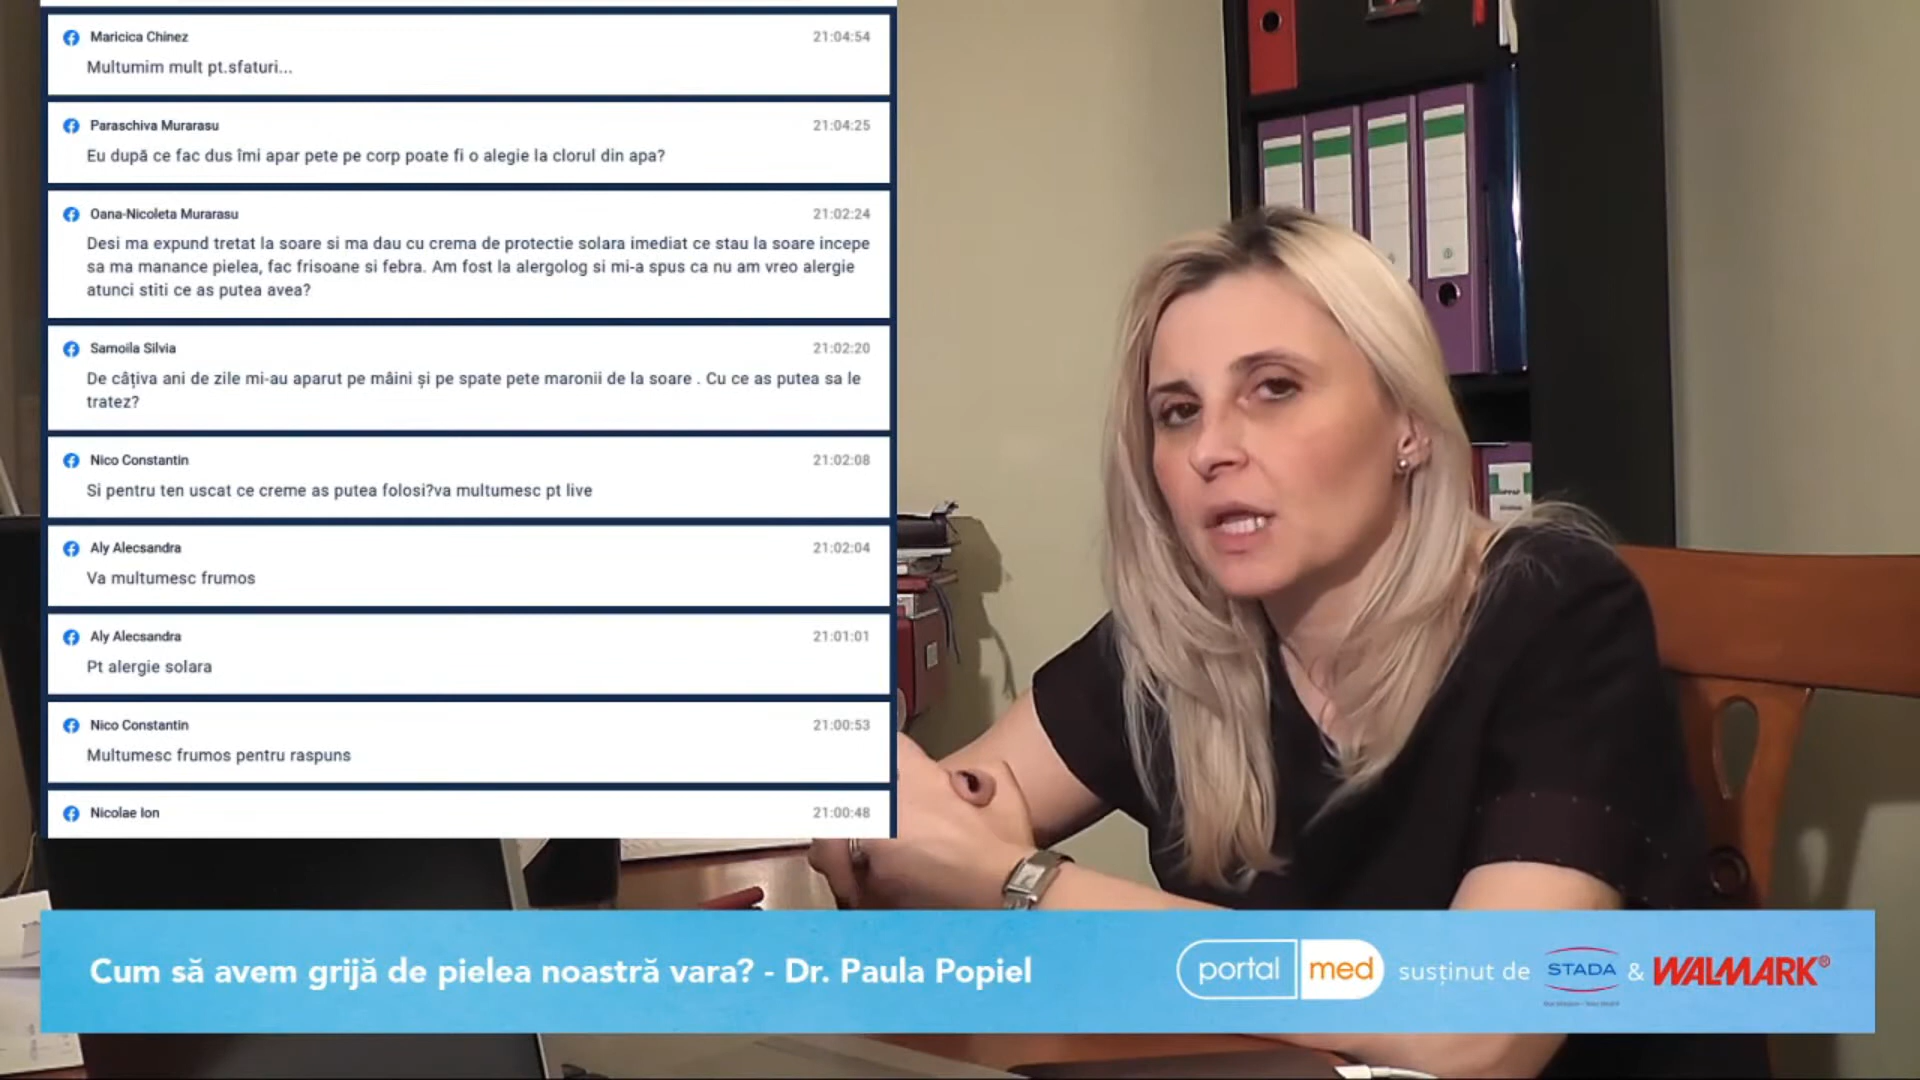 Maricica Chinez 21:04:54
Multumim mult pt.sfaturi...
Paraschiva Murarasu 21:04:25
Eu după ce fac dus îmi apar pete pe corp poate fi o alegie la clorul din apa?
Oana-Nicoleta Murarasu 21:02:24
Desi ma expund tretat la soare si ma dau cu crema de protectie solara imediat ce stau la soare incepe
sa ma manance pielea, fac frisoane si febra. Am fost la alergolog si mi-a spus ca nu am vreo alergie
atunci stiti ce as putea avea?
Samoila Silvia 21:02:20
De câțiva ani de zile mi-au aparut pe mâini și pe spate pete maronii de la soare . Cu ce as putea sa le
tratez?
Nico Constantin 21:02:08
Si pentru ten uscat ce creme as putea folosi?va multumesc pt live
Aly Alecsandra 21:02:04
Va multumesc frumos
Aly Alecsandra 21:01:01
Pt alergie solara
Nico Constantin 21:00:53
Multumesc frumos pentru raspuns
Nicolae Ion 21:00:48
Cum să avem grijă de pielea noastră vara? - Dr. Paula Popiel
portal med susținut de STADA & WALMARK®